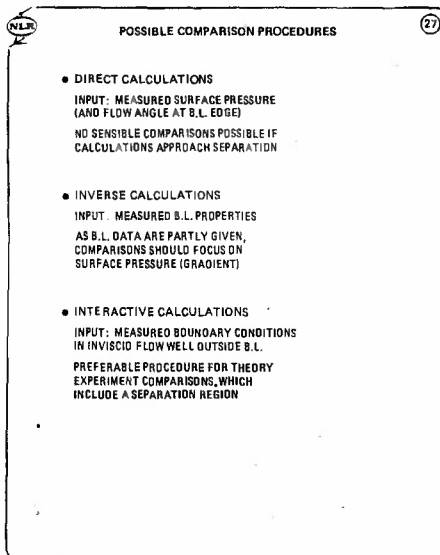 NLR
POSSIBLE COMPARISON PROCEDURES
27
• DIRECT CALCULATIONS
INPUT: MEASURED SURFACE PRESSURE
(AND FLOW ANGLE AT B.L. EDGE)
NO SENSIBLE COMPARISONS POSSIBLE IF
CALCULATIONS APPROACH SEPARATION
• INVERSE CALCULATIONS
INPUT. MEASURED B.L. PROPERTIES
AS B.L. DATA ARE PARTLY GIVEN,
COMPARISONS SHOULD FOCUS ON
SURFACE PRESSURE (GRADIENT)
• INTERACTIVE CALCULATIONS
INPUT: MEASURED BOUNDARY CONDITIONS
IN INVISCID FLOW WELL OUTSIDE B.L.
PREFERABLE PROCEDURE FOR THEORY
EXPERIMENT COMPARISONS, WHICH
INCLUDE A SEPARATION REGION